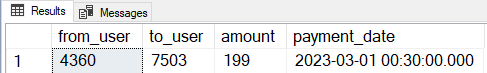 Results Messages
from_user to_user amount payment_date
1 4360 7503 199 2023-03-01 00:30:00.000